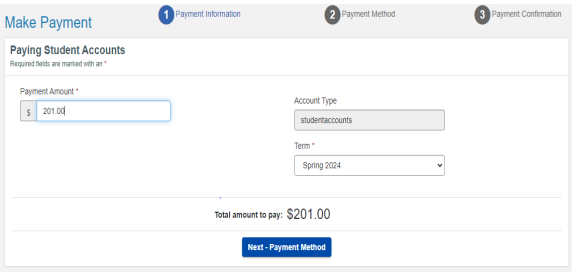 Make Payment
1 Payment Information
2 Payment Method
3 Payment Confirmation
Paying Student Accounts
Required fields are marked with an *
Payment Amount *
$ 201.00
Account Type
studentaccounts
Term *
Spring 2024
Total amount to pay: $201.00
Next - Payment Method